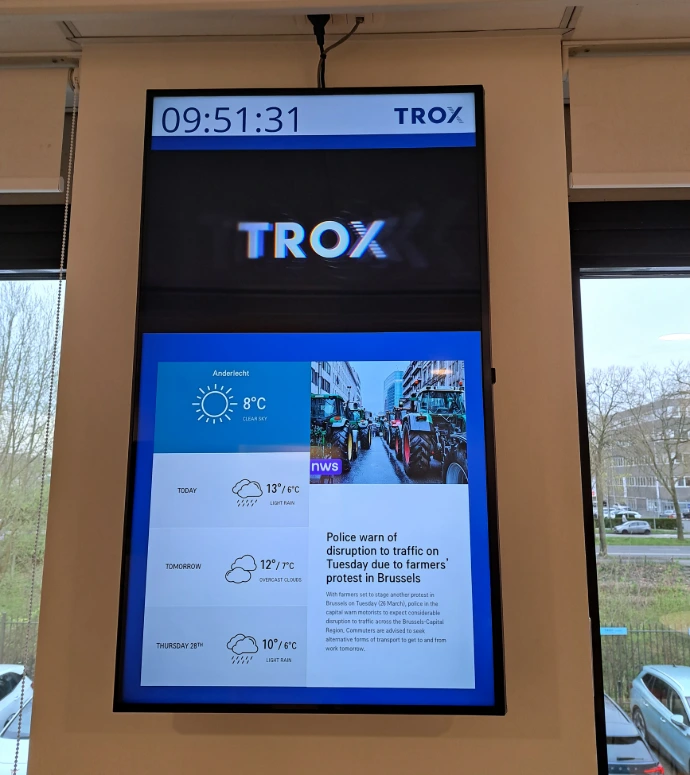 09:51:31
TROX
TROX
Anderlecht
8°C
CLEAR SKY
nws
TODAY
13°/ 6°C
LIGHT RAIN
TOMORROW
12°/ 7°C
OVERCAST CLOUDS
THURSDAY 28TH
10°/ 6°C
LIGHT RAIN
Police warn of
disruption to traffic on
Tuesday due to farmers'
protest in Brussels
With farmers set to stage another protest in
Brussels on Tuesday (26 March), police in the
capital warn motorists to expect considerable
disruption to traffic across the Brussels-Capital
Region. Commuters are advised to seek
alternative forms of transport to get to and from
work tomorrow.